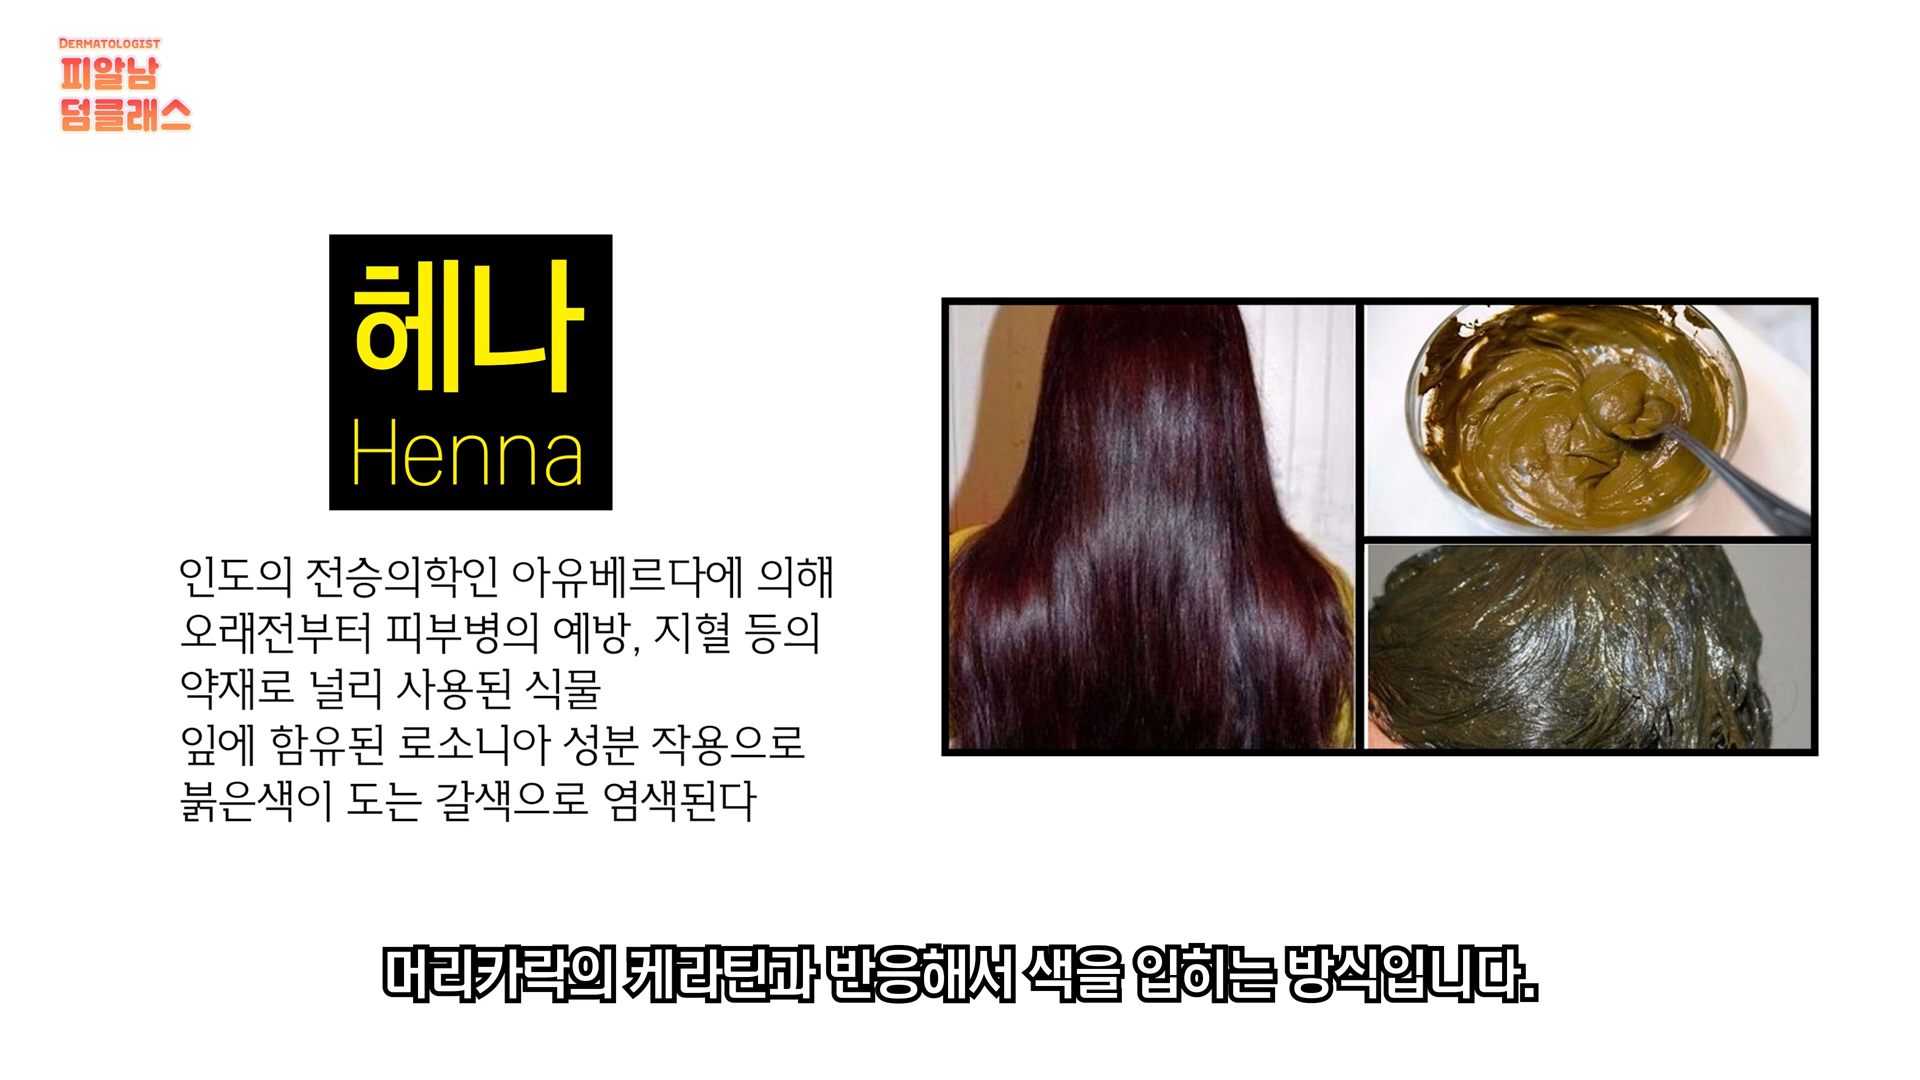 DERMATOLOGIST
피알남
덤클래스
헤나
Henna
인도의 전승의학인 아유베르다에 의해
오래전부터 피부병의 예방, 지혈 등의
약재로 널리 사용된 식물
잎에 함유된 로소니아 성분 작용으로
붉은색이 도는 갈색으로 염색된다
머리카락의 케라틴과 반응해서 색을 입히는 방식입니다.